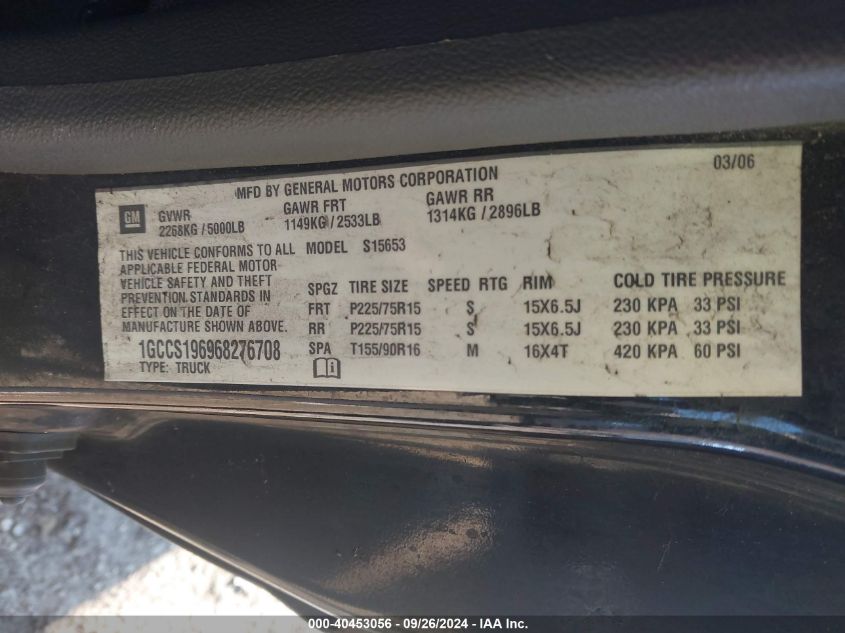 03/06
MFD BY GENERAL MOTORS CORPORATION
GM
GVWR GAWR FRT GAWR RR
2268KG / 5000LB 1149KG / 2533LB 1314KG / 2896LB
THIS VEHICLE CONFORMS TO ALL MODEL S15653
APPLICABLE FEDERAL MOTOR
VEHICLE SAFETY AND THEFT
PREVENTION STANDARDS IN
EFFECT ON THE DATE OF
MANUFACTURE SHOWN ABOVE.
1GCCS196968276708
TYPE: TRUCK
SPGZ TIRE SIZE SPEED RTG RIM COLD TIRE PRESSURE
FRT P225/75R15 S 15X6.5J 230 KPA 33 PSI
RR P225/75R15 S 15X6.5J 230 KPA 33 PSI
SPA T155/90R16 M 16X4T 420 KPA 60 PSI
000-40453056 - 09/26/2024 - IAA Inc.